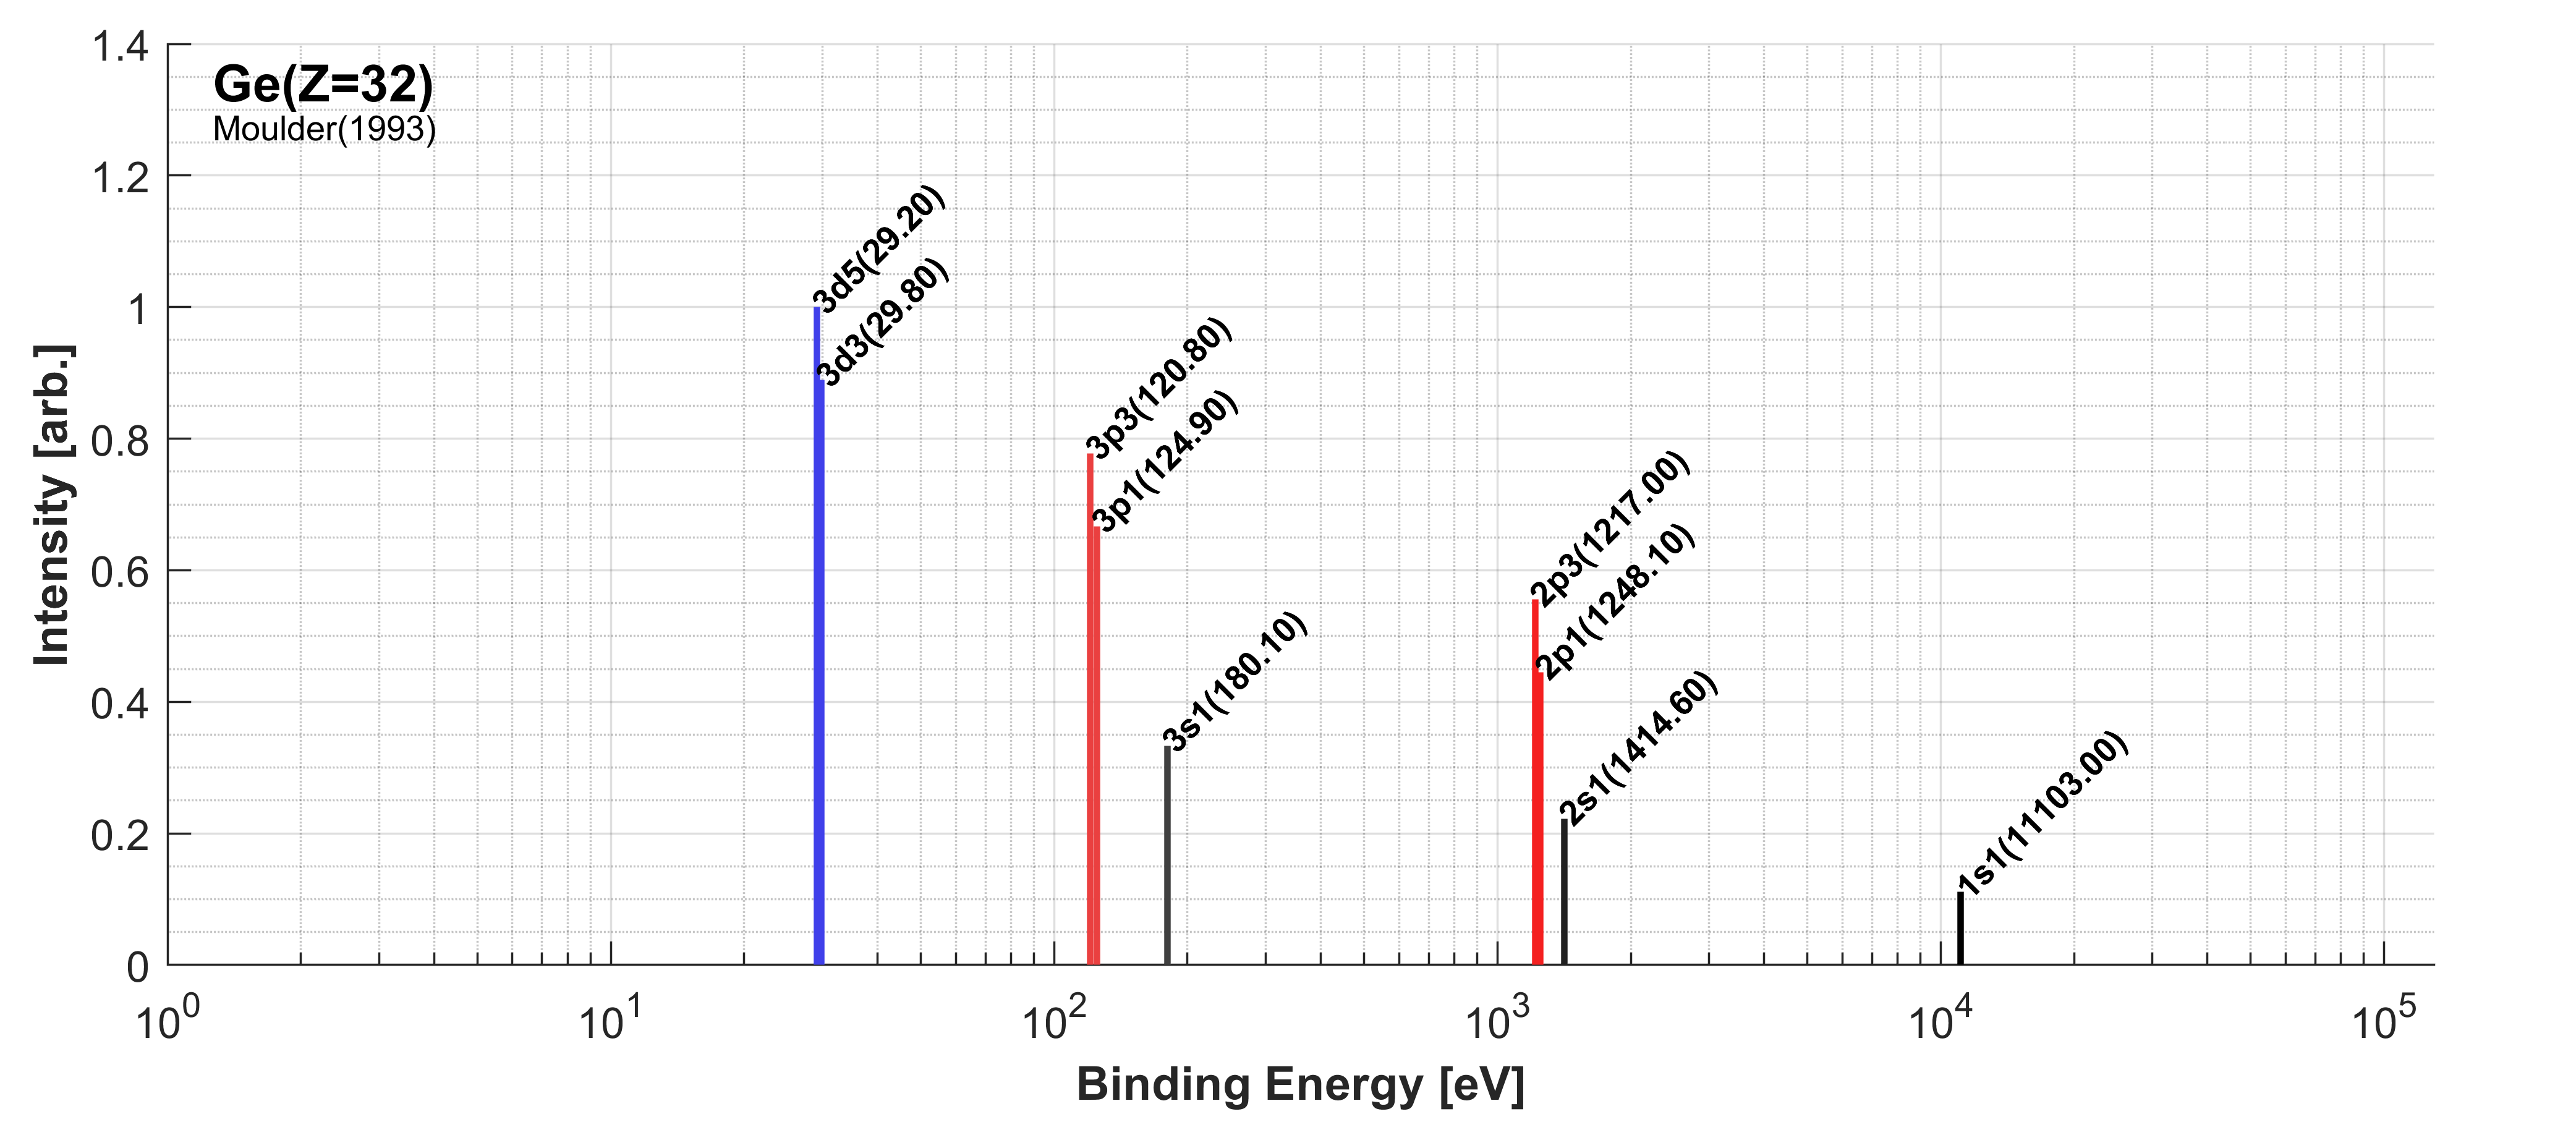 Ge(Z=32)
Moulder(1993)
1.4
1.2
1
0.8
0.6
0.4
0.2
0
Intensity [arb.]
3d5(29.20)
3d3(29.80)
3p3(120.80)
3p1(124.90)
3s1(180.10)
2p3(1217.00)
2p1(1248.10)
2s1(1414.60)
1s1(11103.00)
10^0 10^1 10^2 10^3 10^4 10^5
Binding Energy [eV]